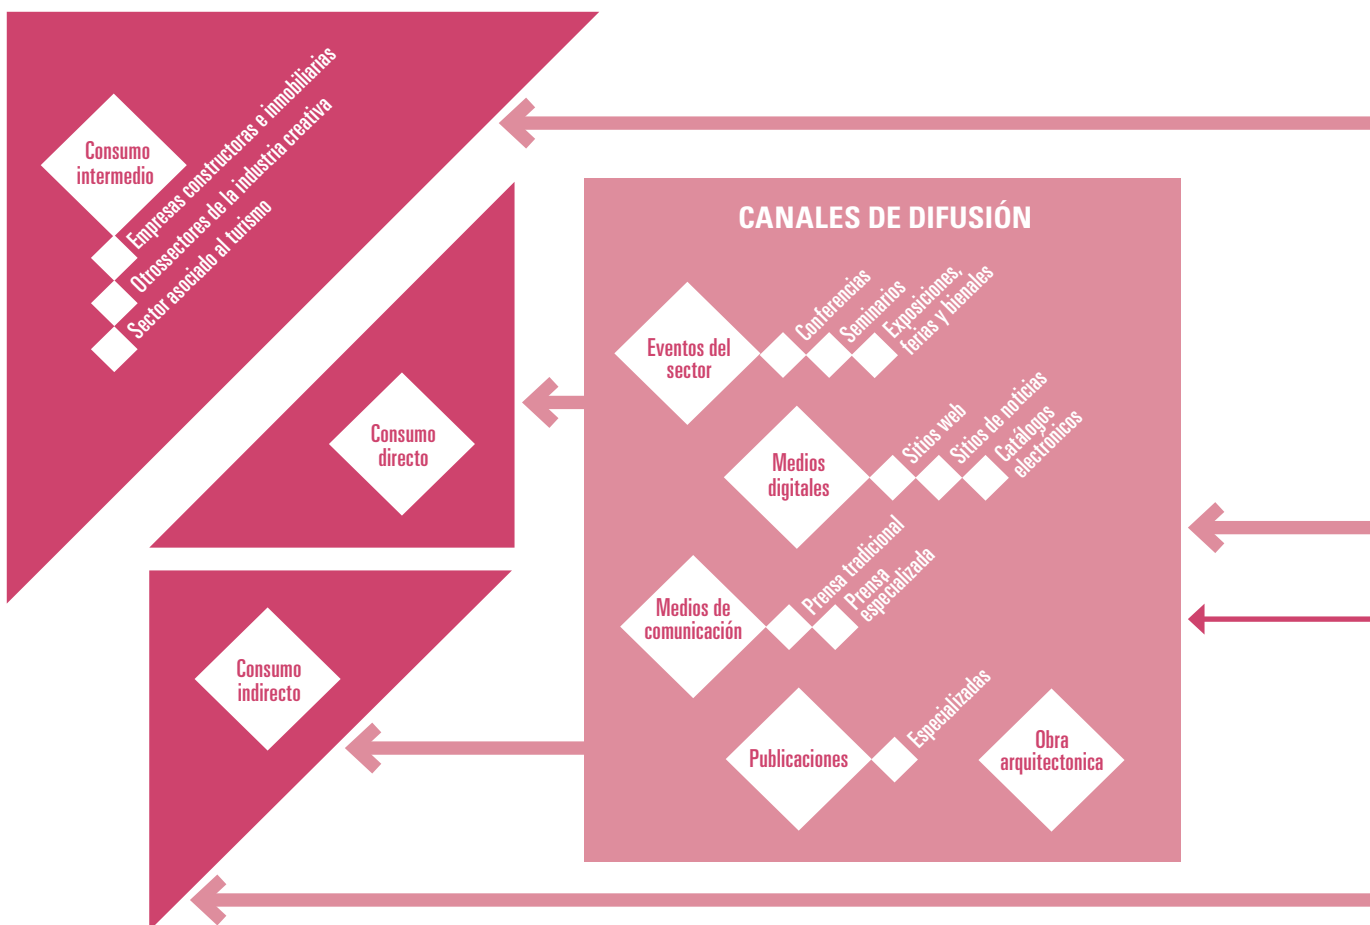 Consumo
intermedio
Empresas constructoras e inmobiliarias
Otrossectores de la industria creativa
Sector asociado al turismo
Consumo
directo
Consumo
indirecto
CANALES DE DIFUSIÓN
Eventos del
sector
Conferencias
Seminarios
Exposiciones,
ferias y bienales
Medios
digitales
Sitios web
Sitios de noticias
Catálogos
electrónicos
Medios de
comunicación
Prensa tradicional
Prensa
especializada
Publicaciones
Especializadas
Obra
arquitectonica